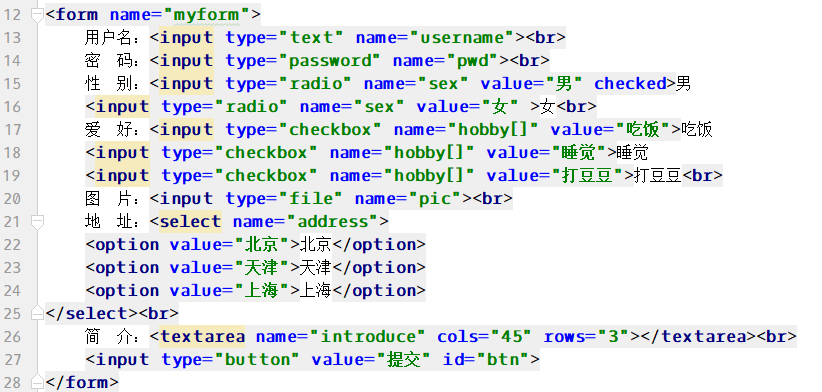 12 <form name="myform">
13 用户名：<input type="text" name="username"><br>
14 密 码：<input type="password" name="pwd"><br>
15 性 别：<input type="radio" name="sex" value="男" checked>男
16 <input type="radio" name="sex" value="女" >女<br>
17 爱 好：<input type="checkbox" name="hobby[]" value="吃饭">吃饭
18 <input type="checkbox" name="hobby[]" value="睡觉">睡觉
19 <input type="checkbox" name="hobby[]" value="打豆豆">打豆豆<br>
20 图 片：<input type="file" name="pic"><br>
21 地 址：<select name="address">
22 <option value="北京">北京</option>
23 <option value="天津">天津</option>
24 <option value="上海">上海</option>
25 </select><br>
26 简 介：<textarea name="introduce" cols="45" rows="3"></textarea><br>
27 <input type="button" value="提交" id="btn">
28 </form>